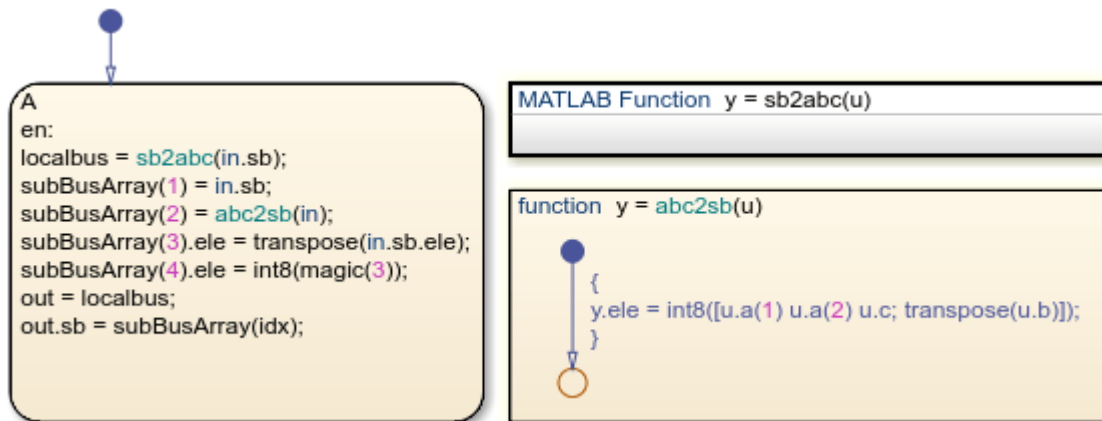 A
en:
localbus = sb2abc(in.sb);
subBusArray(1) = in.sb;
subBusArray(2) = abc2sb(in);
subBusArray(3).ele = transpose(in.sb.ele);
subBusArray(4).ele = int8(magic(3));
out = localbus;
out.sb = subBusArray(idx);
MATLAB Function y = sb2abc(u)
function y = abc2sb(u)
{
y.ele = int8([u.a(1) u.a(2) u.c; transpose(u.b)]);
}